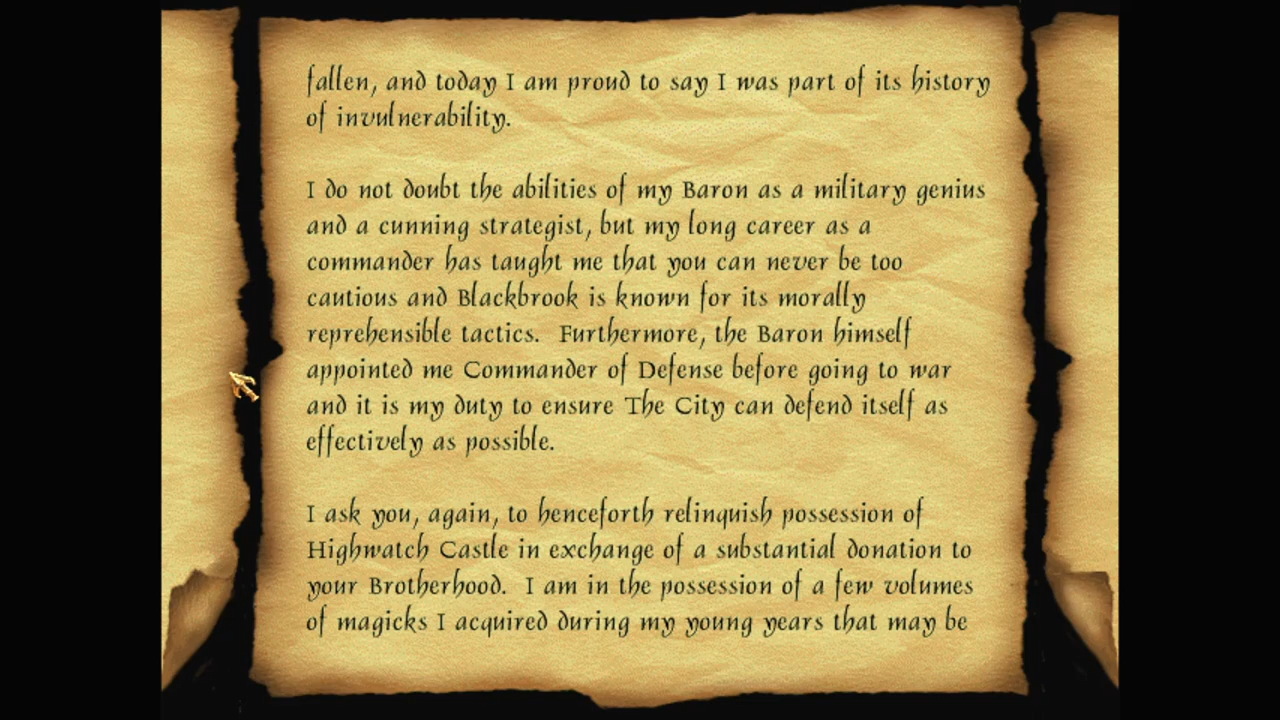 fallen, and today I am proud to say I was part of its history
of invulnerability.
I do not doubt the abilities of my Baron as a military genius
and a cunning strategist, but my long career as a
commander has taught me that you can never be too
cautious and Blackbrook is known for its morally
reprehensible tactics.  Furthermore, the Baron himself
appointed me Commander of Defense before going to war
and it is my duty to ensure The City can defend itself as
effectively as possible.
I ask you, again, to henceforth relinquish possession of
Highwatch Castle in exchange of a substantial donation to
your Brotherhood.  I am in the possession of a few volumes
of magicks I acquired during my young years that may be